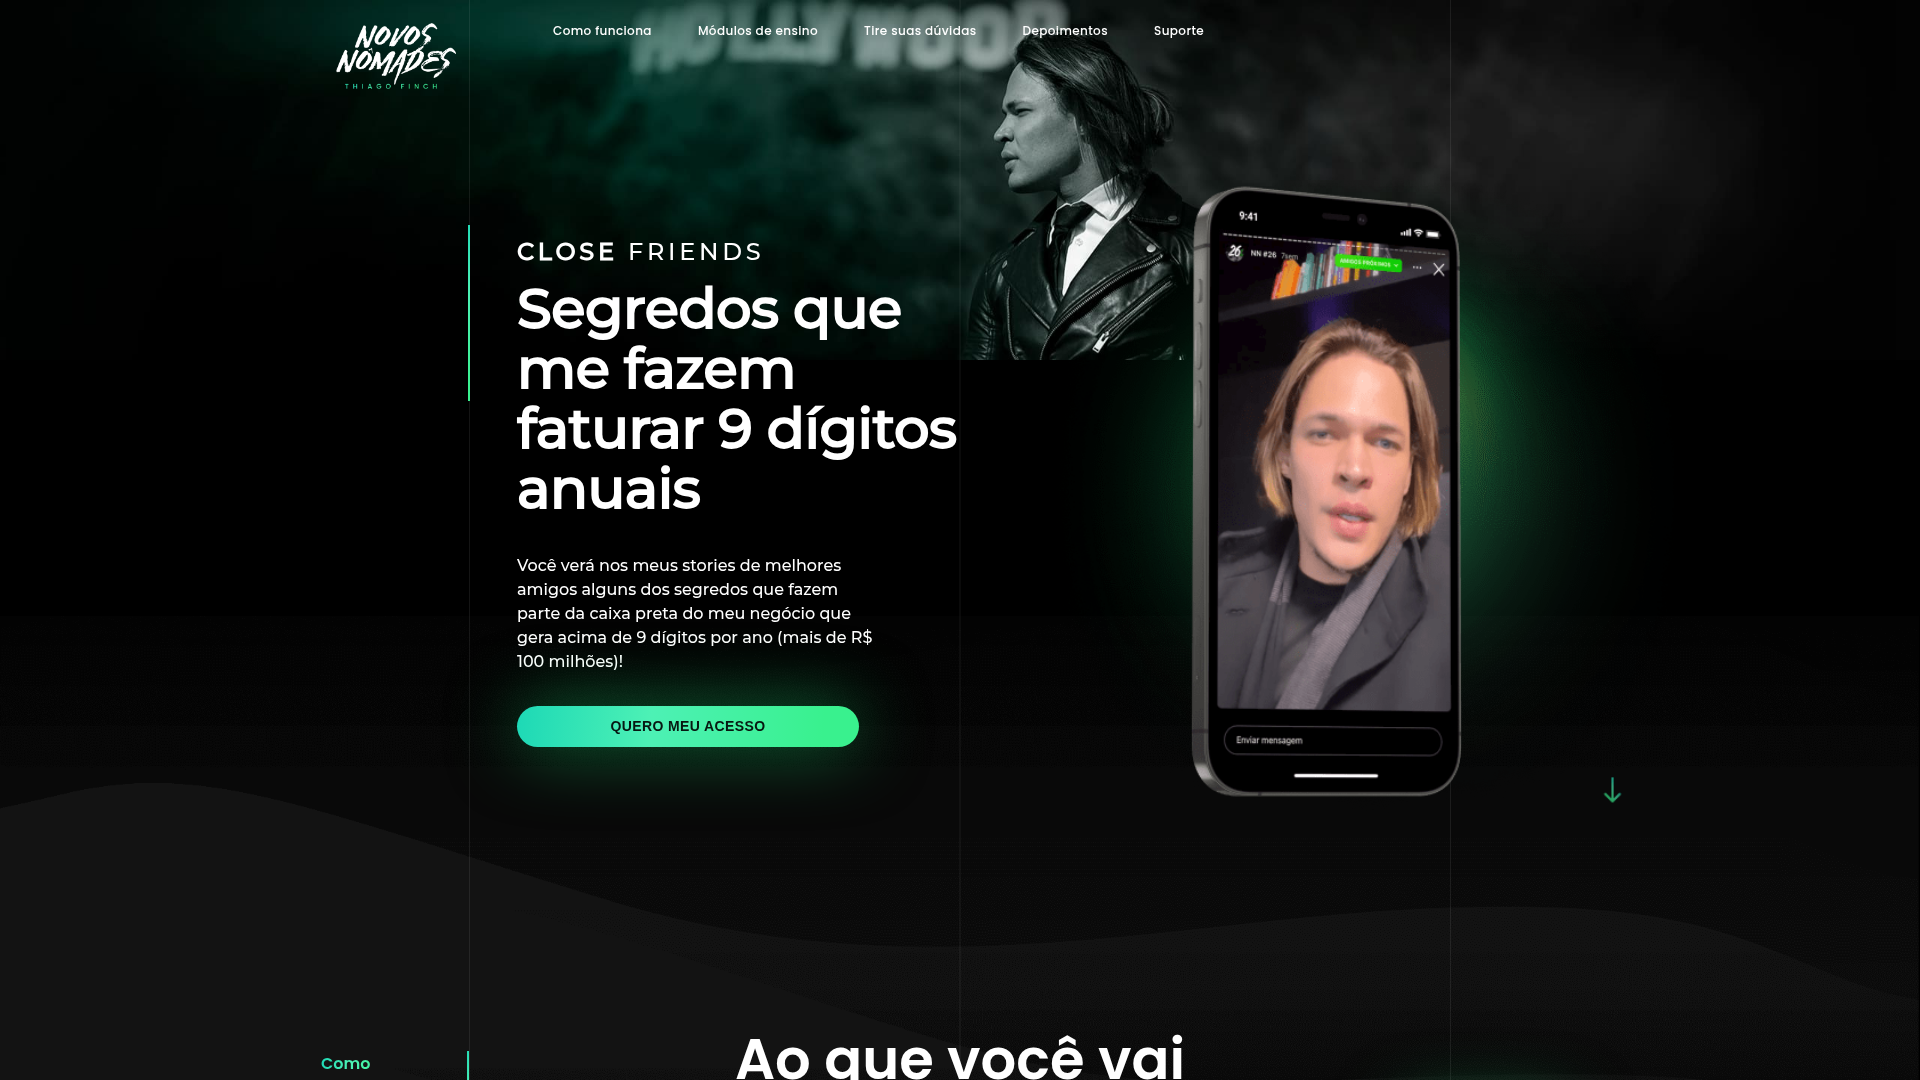 NOVOS
NÔMADES
THIAGO FINCH
Como funciona
Módulos de ensino
Tire suas dúvidas
Depoimentos
Suporte
HOLLYWOOD
CLOSE FRIENDS
Segredos que
me fazem
faturar 9 dígitos
anuais
Você verá nos meus stories de melhores
amigos alguns dos segredos que fazem
parte da caixa preta do meu negócio que
gera acima de 9 dígitos por ano (mais de R$
100 milhões)!
QUERO MEU ACESSO
9:41
26 NN #26 7sem
AMIGOS PRÓXIMOS
Enviar mensagem
Como
Ao que você vai